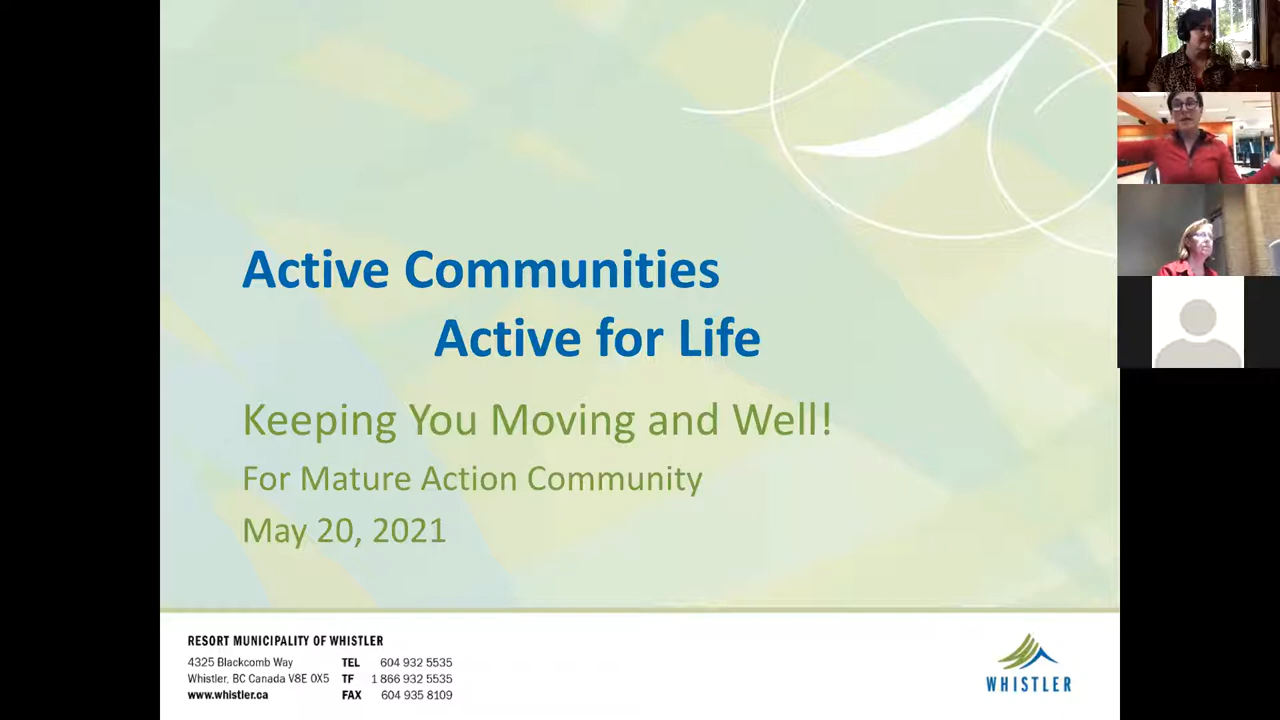 Active Communities
Active for Life
Keeping You Moving and Well!
For Mature Action Community
May 20, 2021
RESORT MUNICIPALITY OF WHISTLER
4325 Blackcomb Way TEL 604 932 5535
Whistler, BC Canada V8E 0X5 TF 1 866 932 5535
www.whistler.ca FAX 604 935 8109
WHISTLER